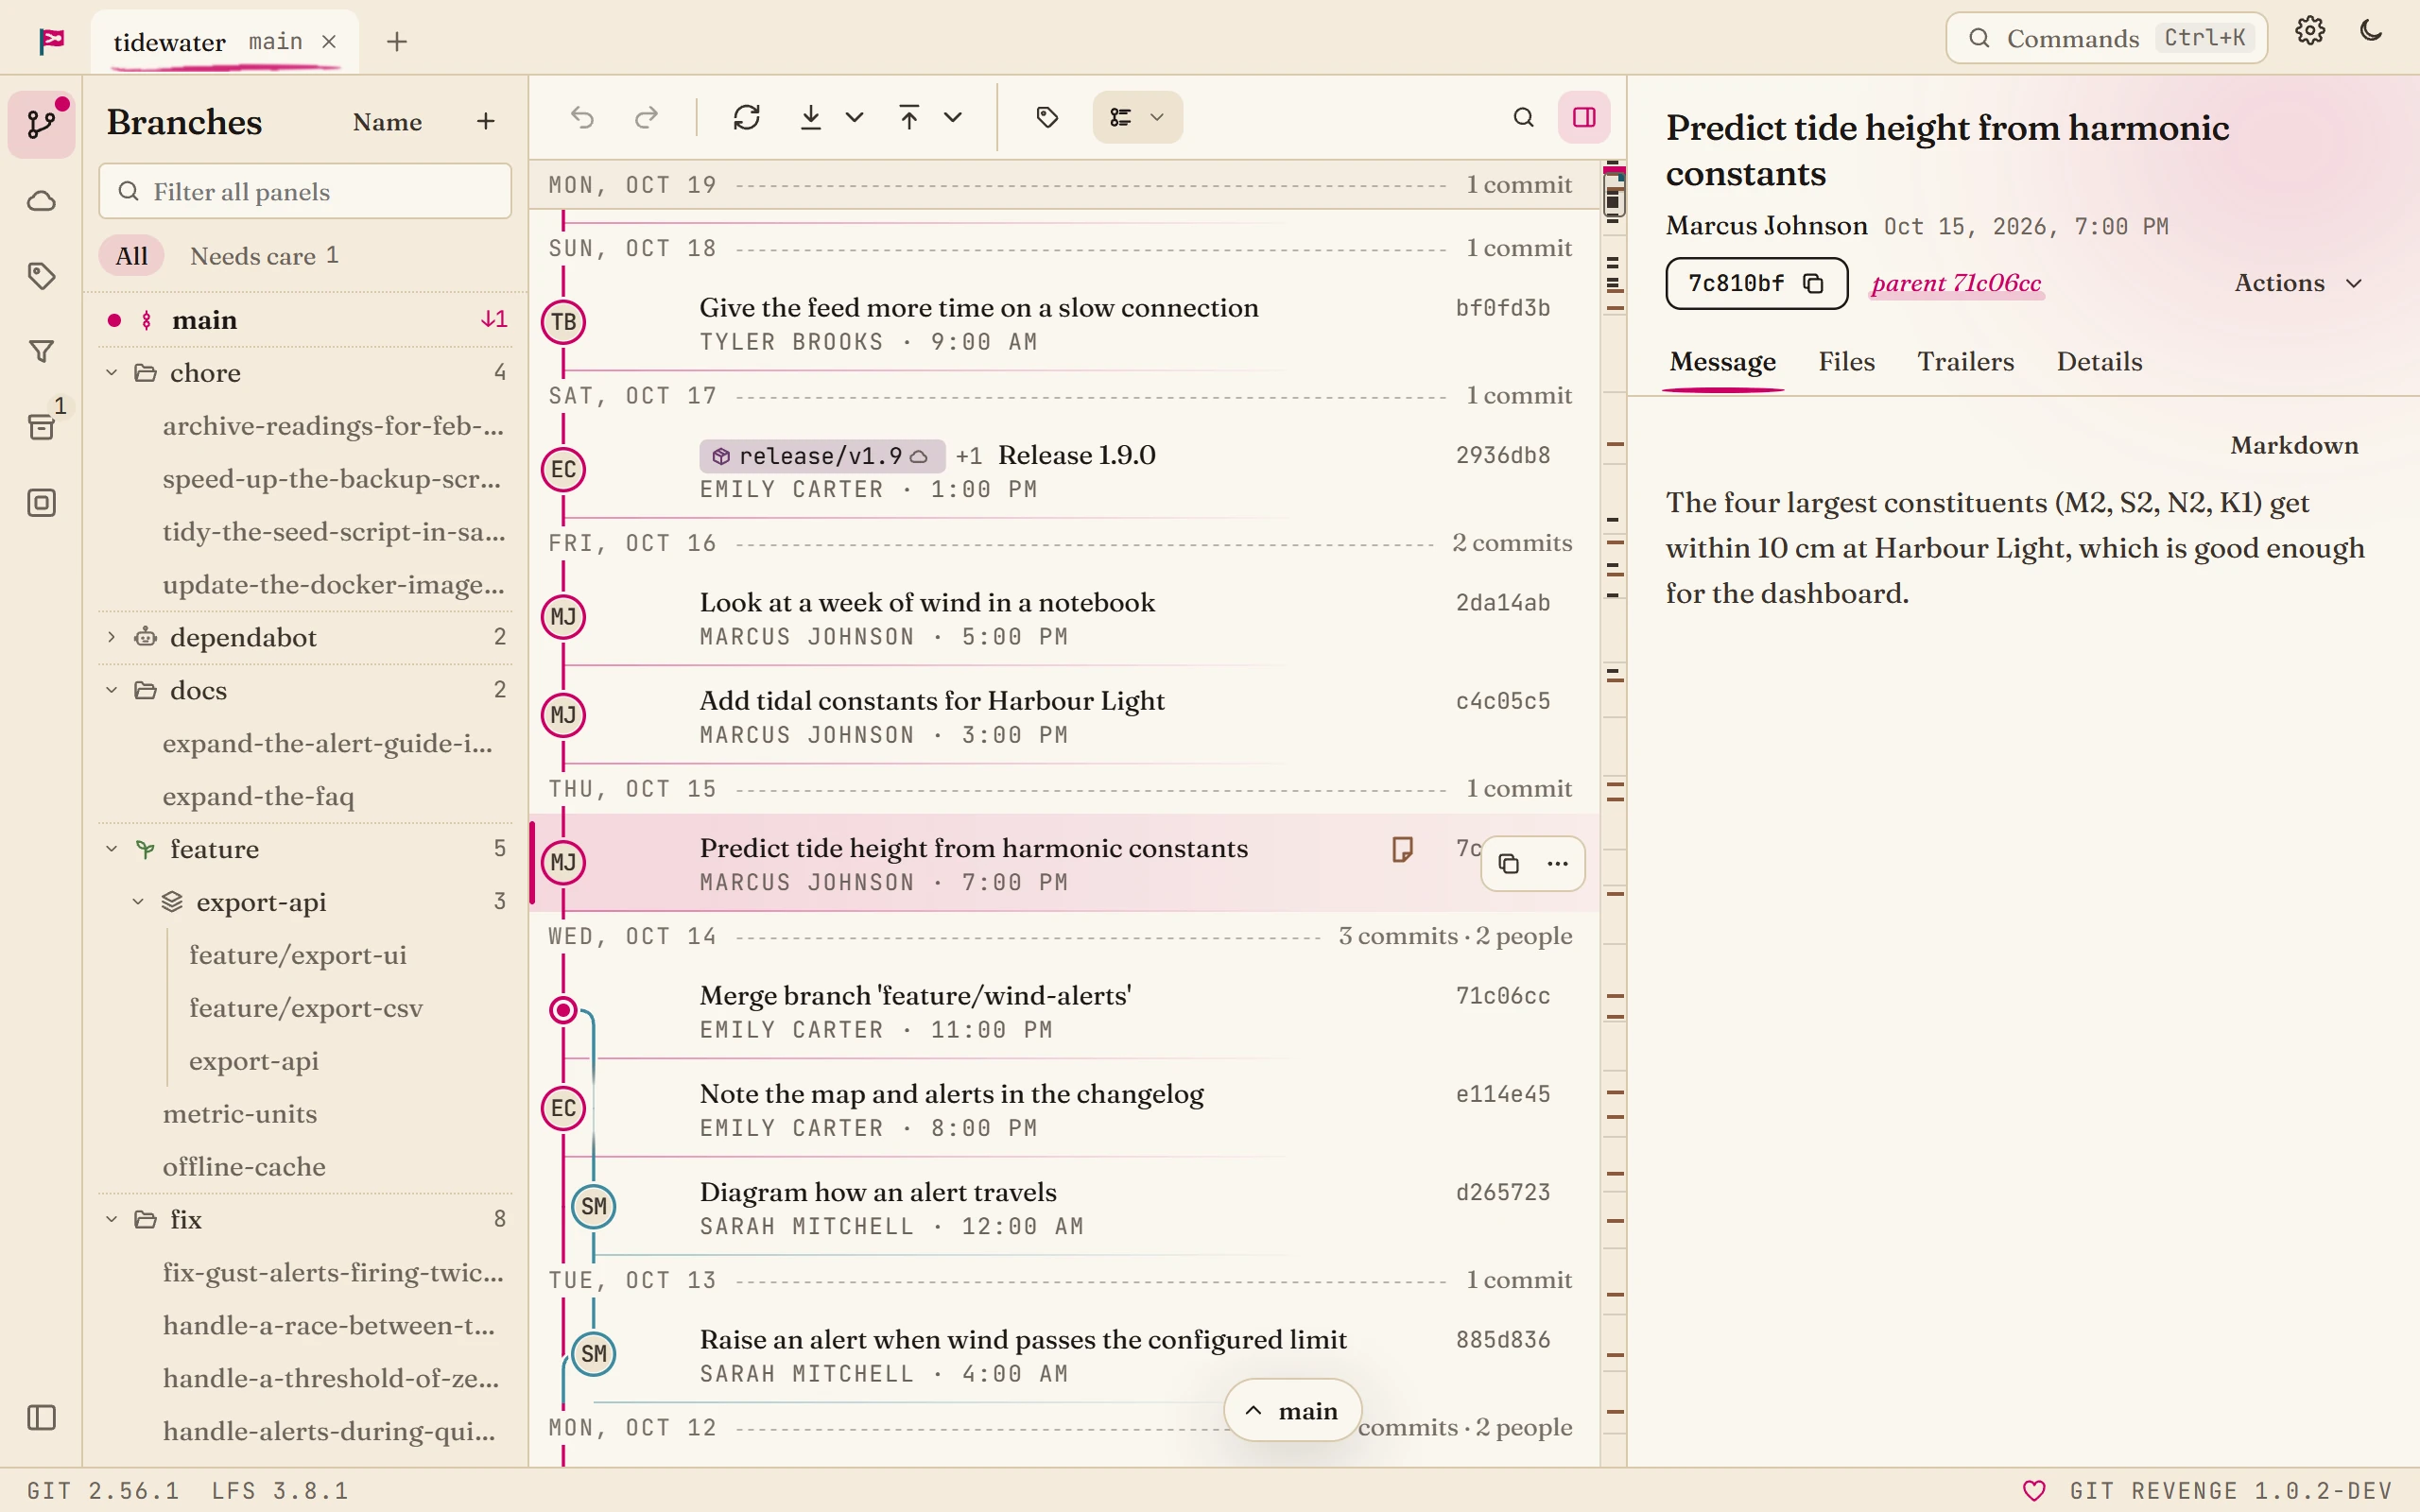 tidewater main
Commands Ctrl+K
Branches Name
Filter all panels
All Needs care 1
main 1
chore 4
archive-readings-for-feb-...
speed-up-the-backup-scr...
tidy-the-seed-script-in-sa...
update-the-docker-image...
dependabot 2
docs 2
expand-the-alert-guide-i...
expand-the-faq
feature 5
export-api 3
feature/export-ui
feature/export-csv
export-api
metric-units
offline-cache
fix 8
fix-gust-alerts-firing-twic...
handle-a-race-between-t...
handle-a-threshold-of-ze...
handle-alerts-during-qui...
1
MON, OCT 19 1 commit
SUN, OCT 18 1 commit
TB Give the feed more time on a slow connection bf0fd3b
TYLER BROOKS · 9:00 AM
SAT, OCT 17 1 commit
EC release/v1.9 +1 Release 1.9.0 2936db8
EMILY CARTER · 1:00 PM
FRI, OCT 16 2 commits
MJ Look at a week of wind in a notebook 2da14ab
MARCUS JOHNSON · 5:00 PM
MJ Add tidal constants for Harbour Light c4c05c5
MARCUS JOHNSON · 3:00 PM
THU, OCT 15 1 commit
MJ Predict tide height from harmonic constants 7c
MARCUS JOHNSON · 7:00 PM
WED, OCT 14 3 commits · 2 people
Merge branch 'feature/wind-alerts' 71c06cc
EMILY CARTER · 11:00 PM
EC Note the map and alerts in the changelog e114e45
EMILY CARTER · 8:00 PM
SM Diagram how an alert travels d265723
SARAH MITCHELL · 12:00 AM
TUE, OCT 13 1 commit
SM Raise an alert when wind passes the configured limit 885d836
SARAH MITCHELL · 4:00 AM
MON, OCT 12 commits · 2 people
main
Predict tide height from harmonic
constants
Marcus Johnson Oct 15, 2026, 7:00 PM
7c810bf parent 71c06cc Actions
Message Files Trailers Details
Markdown
The four largest constituents (M2, S2, N2, K1) get
within 10 cm at Harbour Light, which is good enough
for the dashboard.
GIT 2.56.1 LFS 3.8.1
GIT REVENGE 1.0.2-DEV